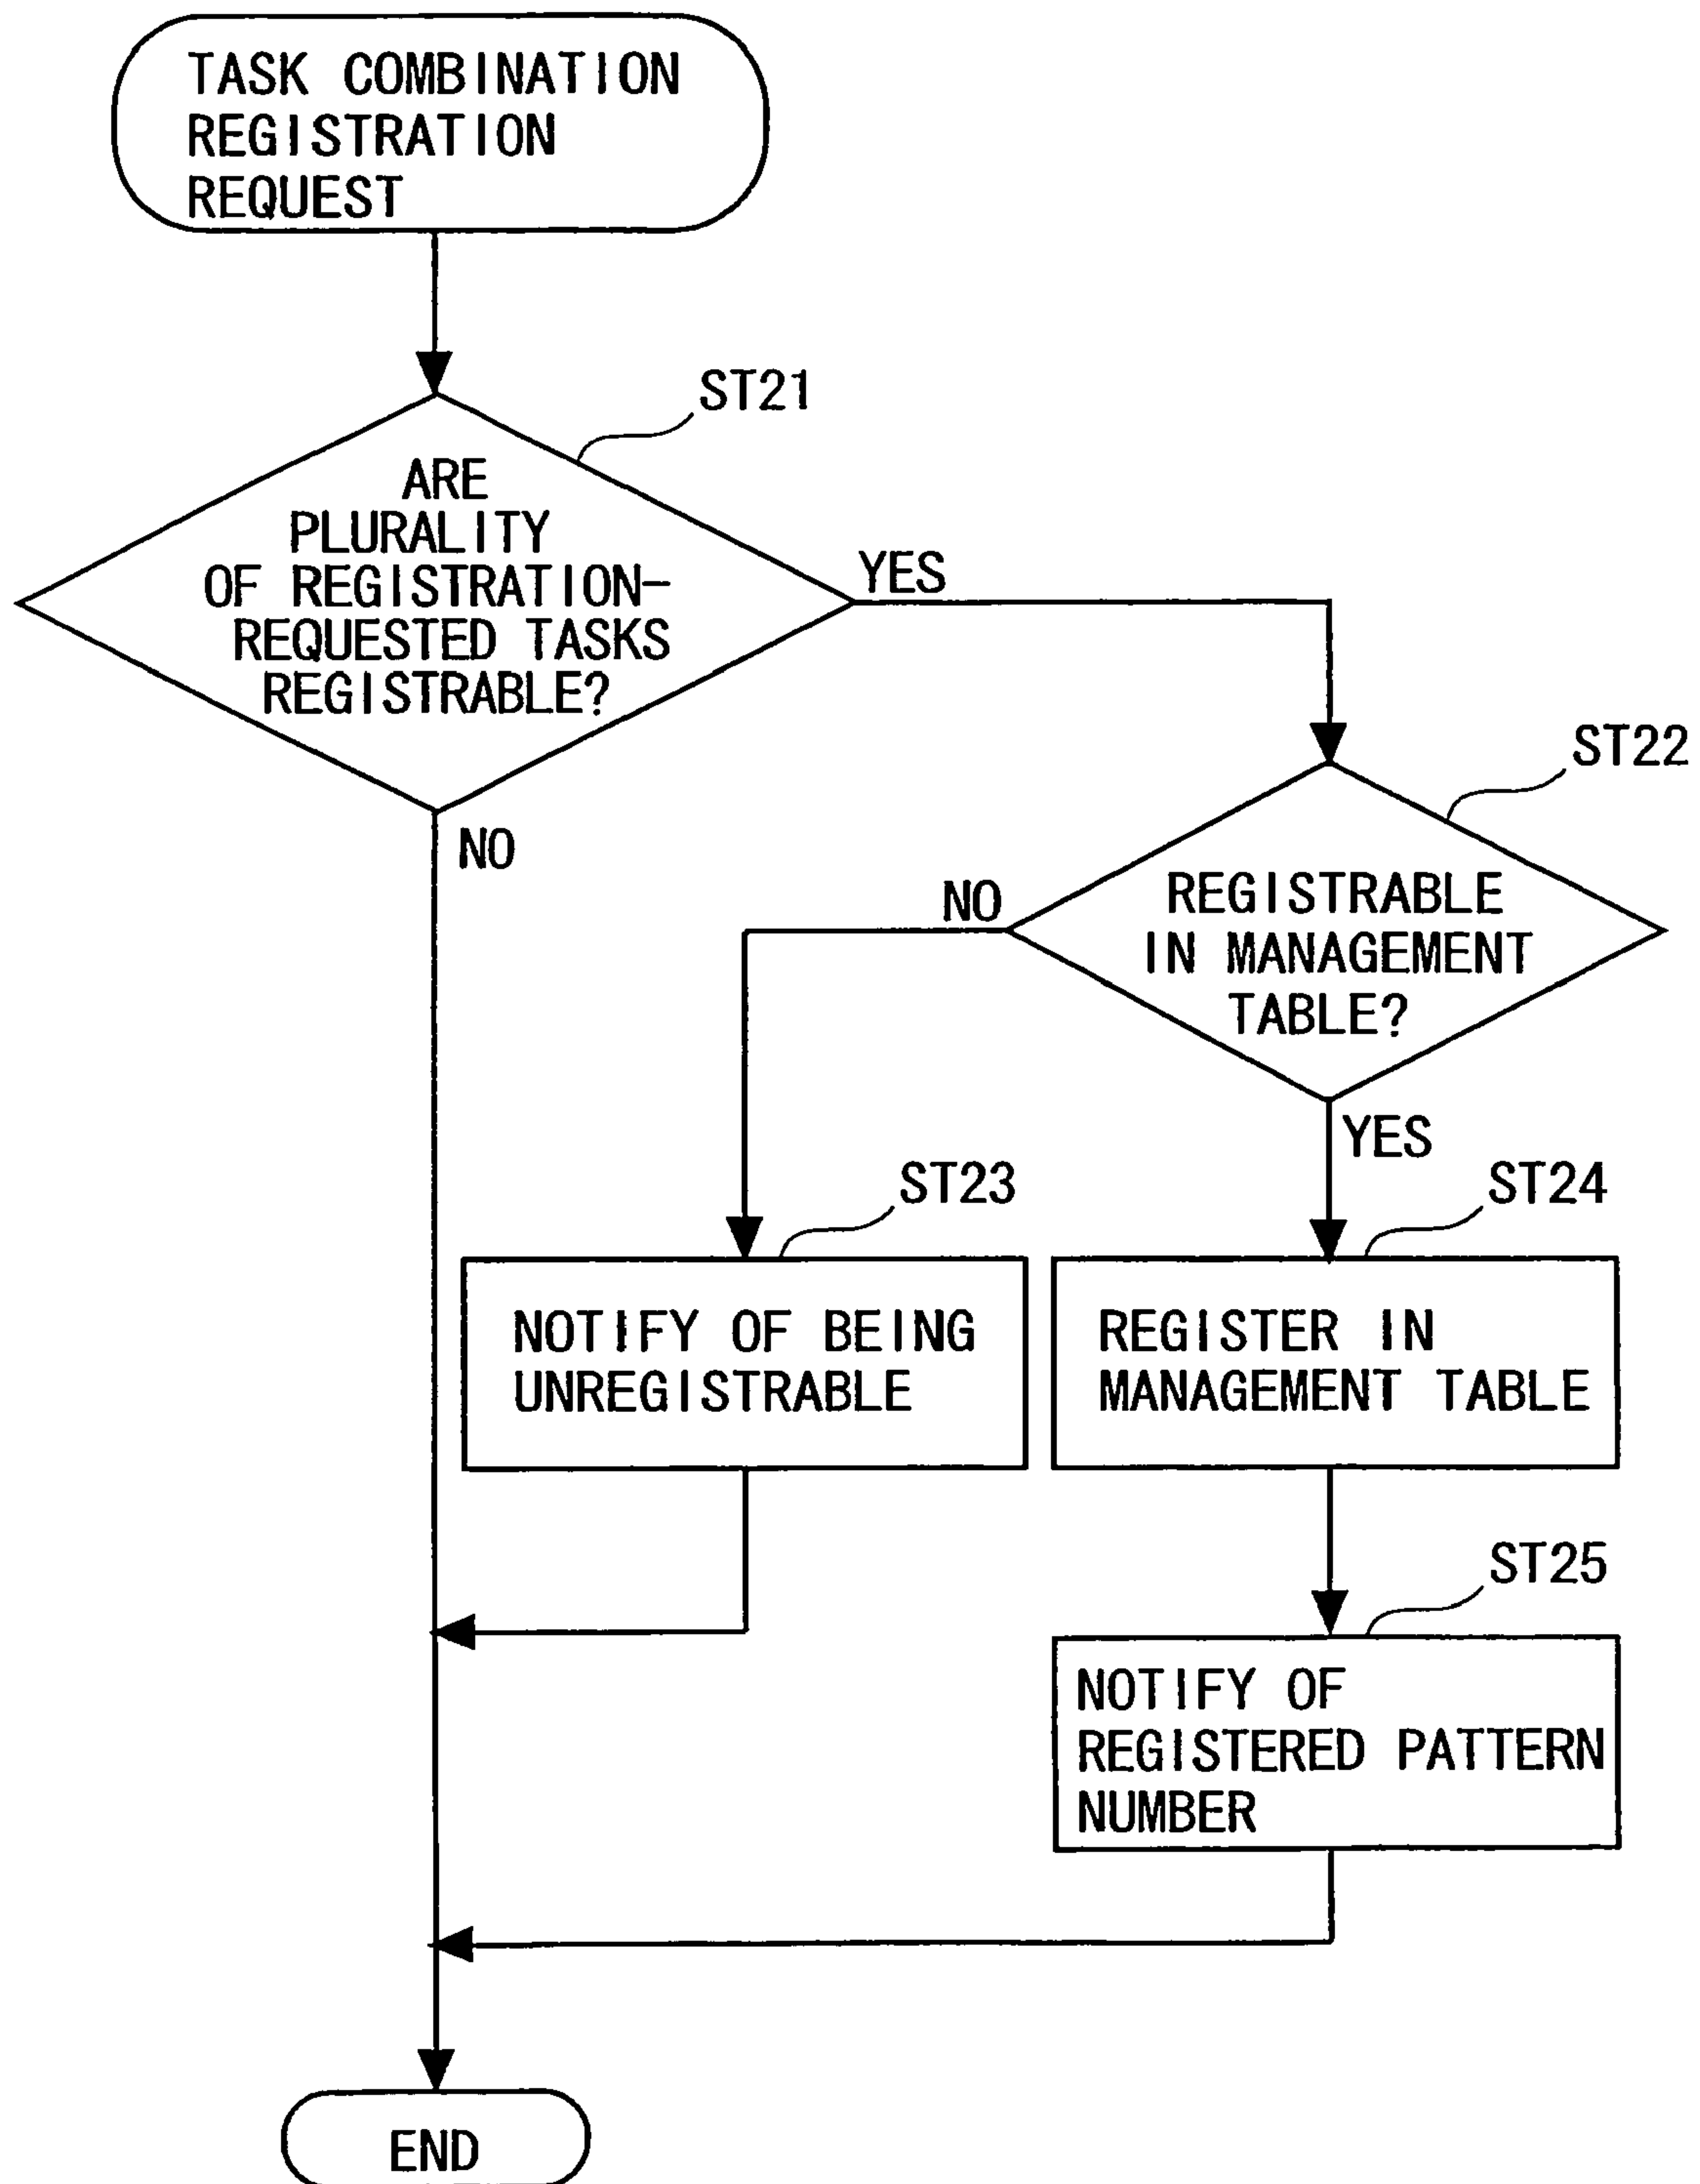 TASK COMBINATION
REGISTRATION
REQUEST
ST21
ARE
PLURALITY
OF REGISTRATION-
REQUESTED TASKS
REGISTRABLE?
YES
NO
ST22
REGISTRABLE
IN MANAGEMENT
TABLE?
NO
YES
ST23
NOTIFY OF BEING
UNREGISTRABLE
ST24
REGISTER IN
MANAGEMENT TABLE
ST25
NOTIFY OF
REGISTERED PATTERN
NUMBER
END